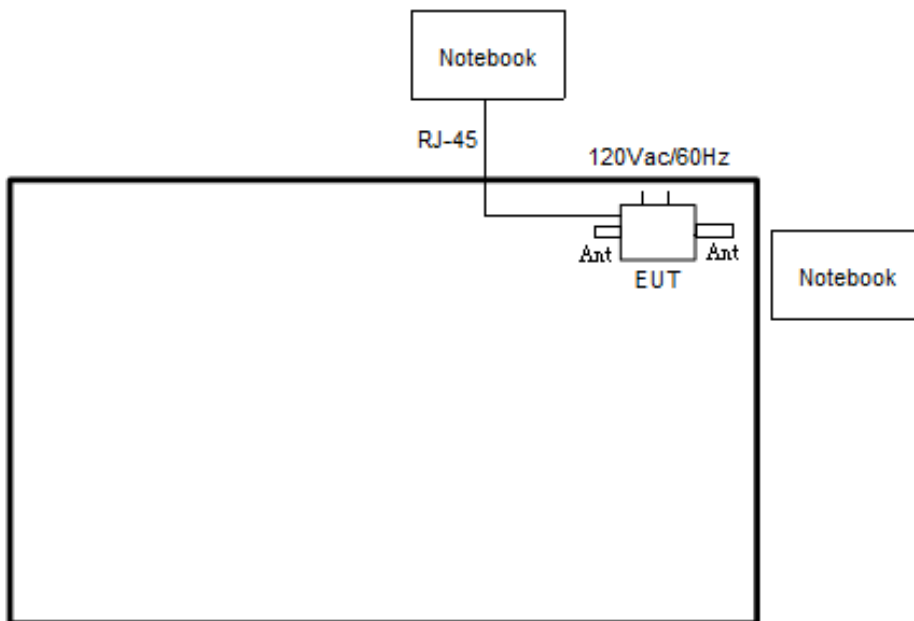 Notebook
RJ-45
120Vac/60Hz
Ant
Ant
EUT
Notebook